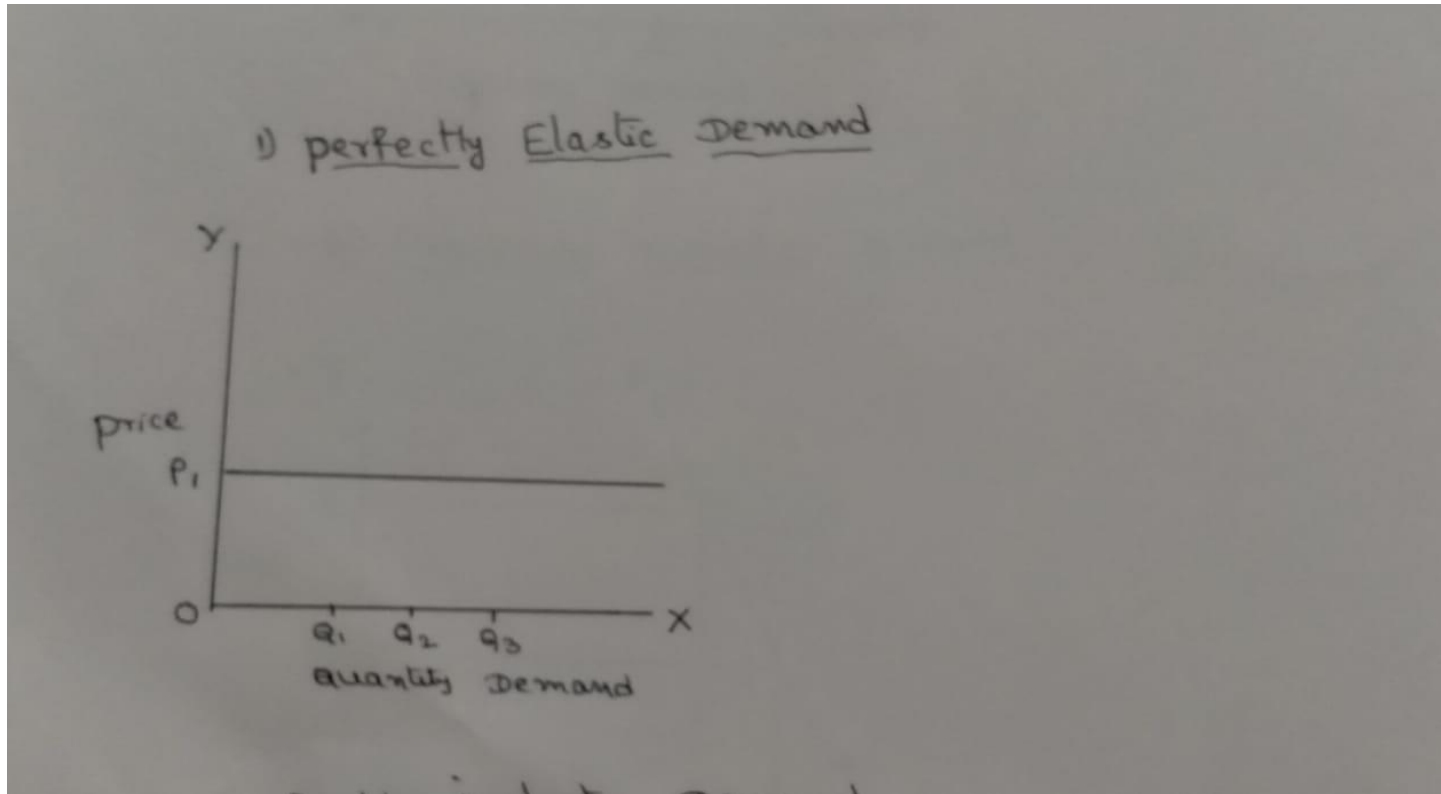 1) perfectly Elastic Demand
Y
price
P1
O
X
Q1 Q2 Q3
Quantity Demand